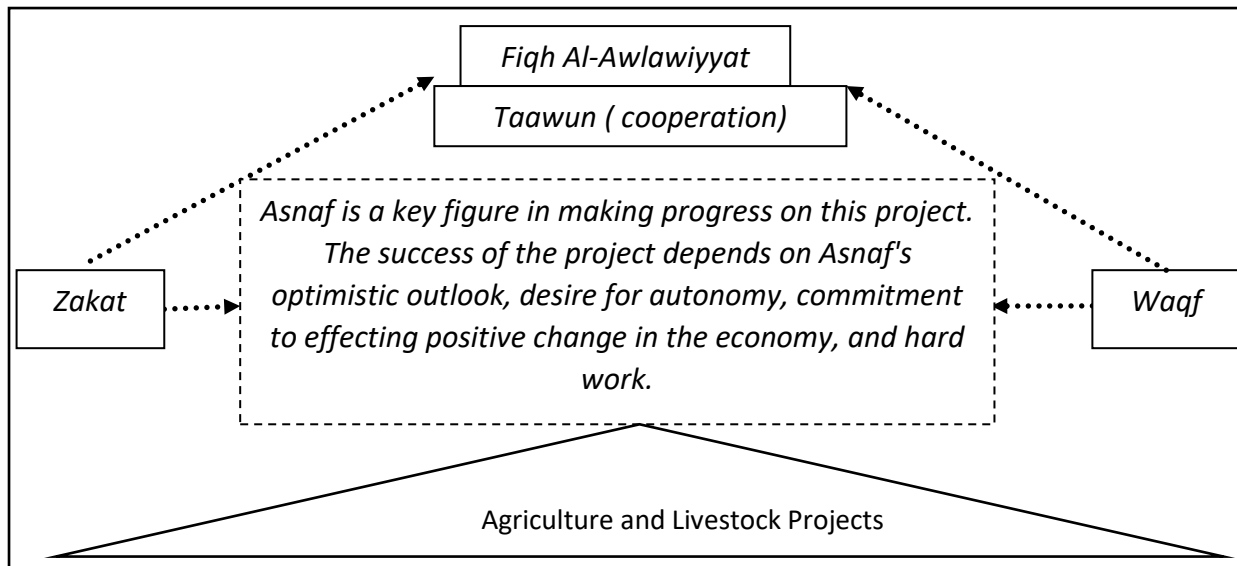 Fiqh Al-Awlawiyyat
Taawun ( cooperation)
Asnaf is a key figure in making progress on this project.
The success of the project depends on Asnaf's
optimistic outlook, desire for autonomy, commitment
to effecting positive change in the economy, and hard
work.
Zakat
Waqf
Agriculture and Livestock Projects